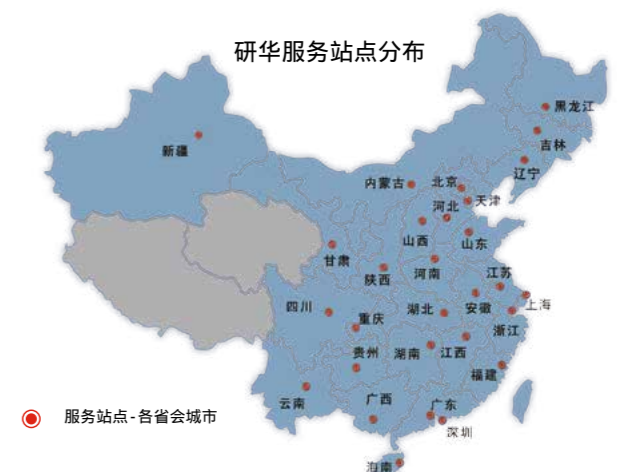 研华服务站点分布
黑龙江
吉林
新疆
辽宁
内蒙古
北京
天津
河北
山西
山东
甘肃
河南
陕西
江苏
四川
湖北
安徽
上海
重庆
浙江
贵州
湖南
江西
福建
云南
广西
广东
服务站点-各省会城市
深圳
海南